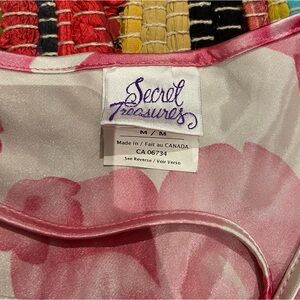 Secret
Treasures
M / M
Made in / Fait au CANADA
CA 06734
See Reverse / Voir Verso